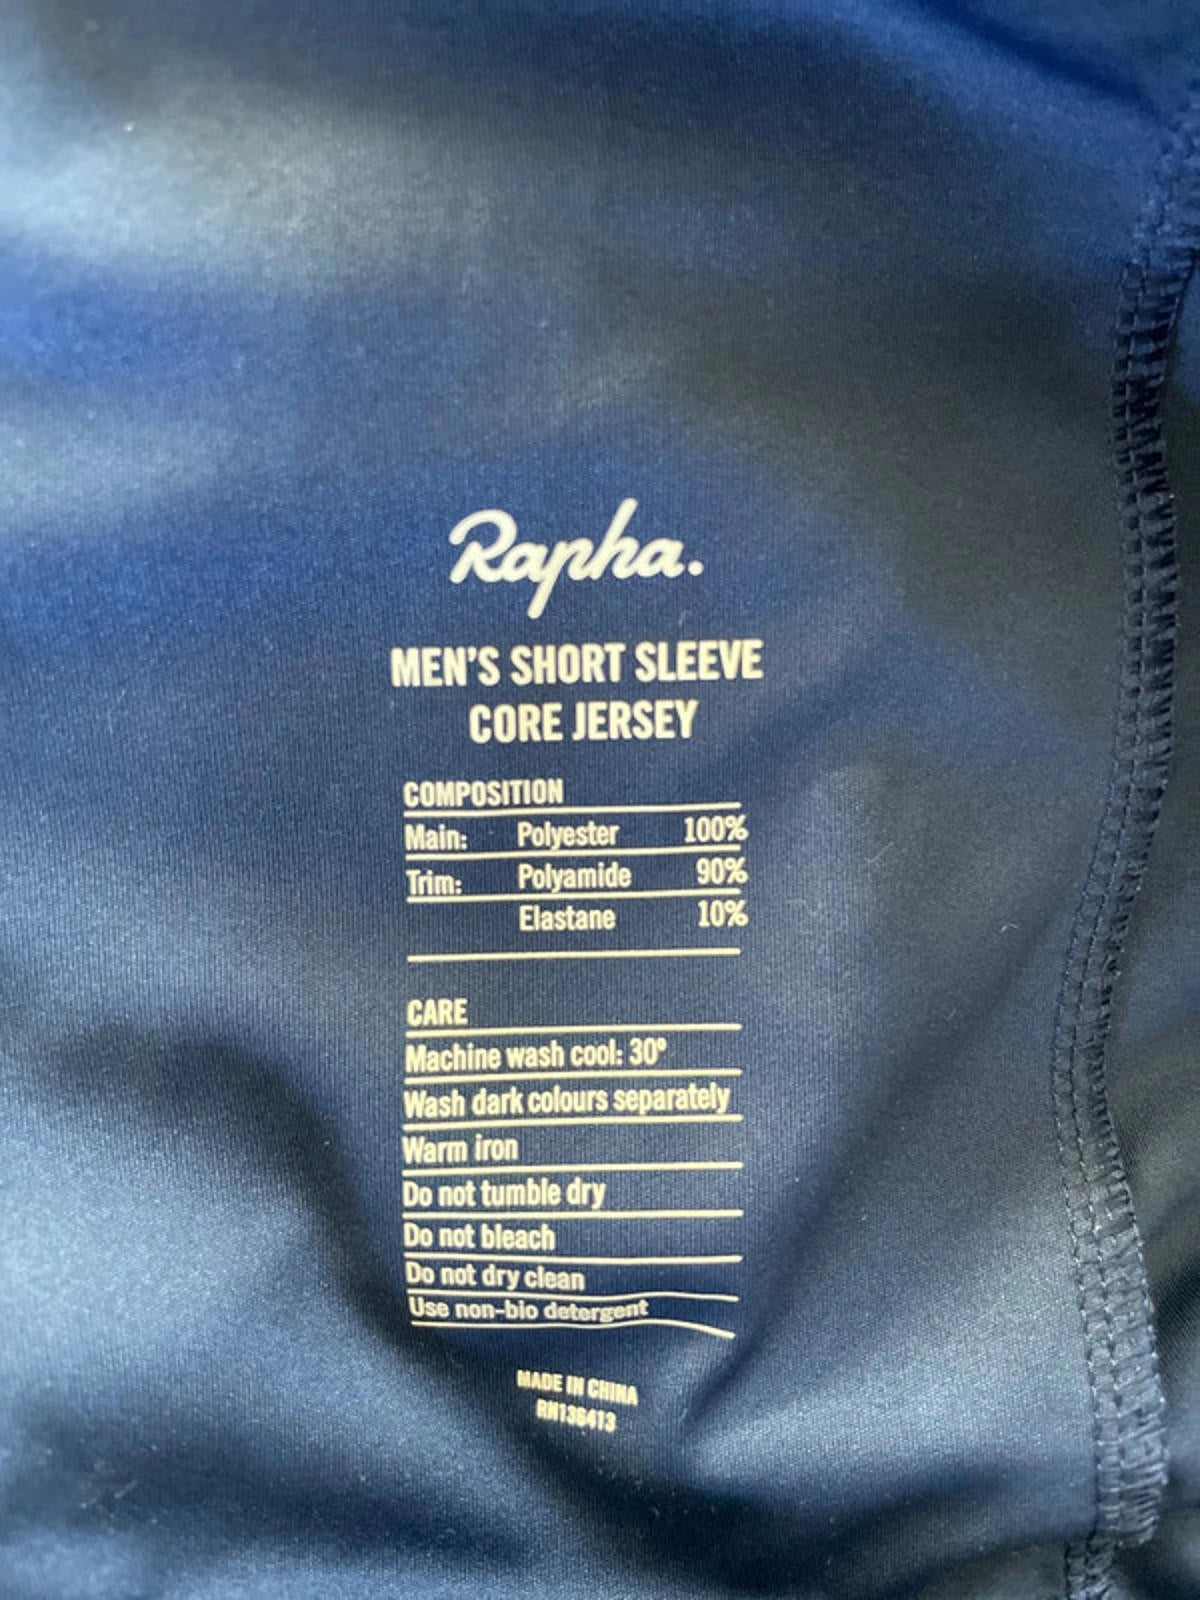 Rapha.
MEN'S SHORT SLEEVE
CORE JERSEY
COMPOSITION
Main: Polyester 100%
Trim: Polyamide 90%
Elastane 10%
CARE
Machine wash cool: 30°
Wash dark colours separately
Warm iron
Do not tumble dry
Do not bleach
Do not dry clean
Use non-bio detergent
MADE IN CHINA
RN136413